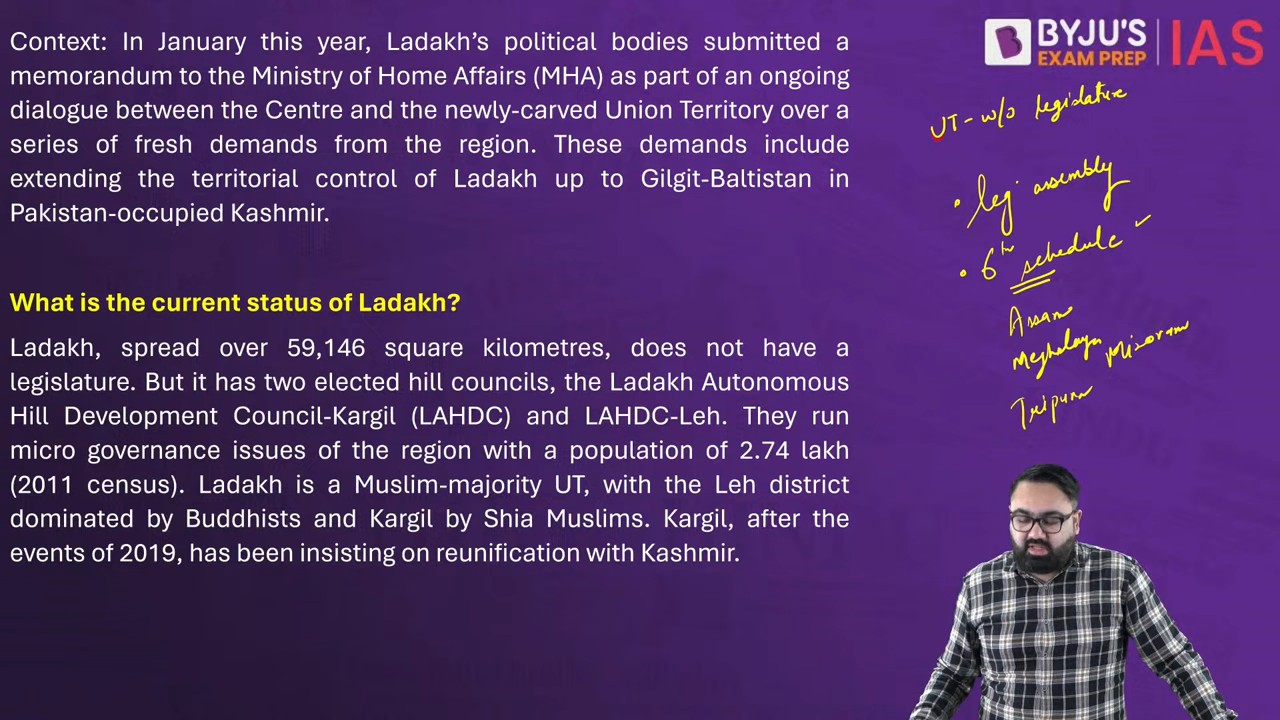 Context: In January this year, Ladakh's political bodies submitted a
memorandum to the Ministry of Home Affairs (MHA) as part of an ongoing
dialogue between the Centre and the newly-carved Union Territory over a
series of fresh demands from the region. These demands include
extending the territorial control of Ladakh up to Gilgit-Baltistan in
Pakistan-occupied Kashmir.
What is the current status of Ladakh?
Ladakh, spread over 59,146 square kilometres, does not have a
legislature. But it has two elected hill councils, the Ladakh Autonomous
Hill Development Council-Kargil (LAHDC) and LAHDC-Leh. They run
micro governance issues of the region with a population of 2.74 lakh
(2011 census). Ladakh is a Muslim-majority UT, with the Leh district
dominated by Buddhists and Kargil by Shia Muslims. Kargil, after the
events of 2019, has been insisting on reunification with Kashmir.
BYJU'S
EXAM PREP
IAS
UT - w/o legislature
• leg assembly
• 6th schedule ✓
Assam
Meghalaya Mizoram
Tripura